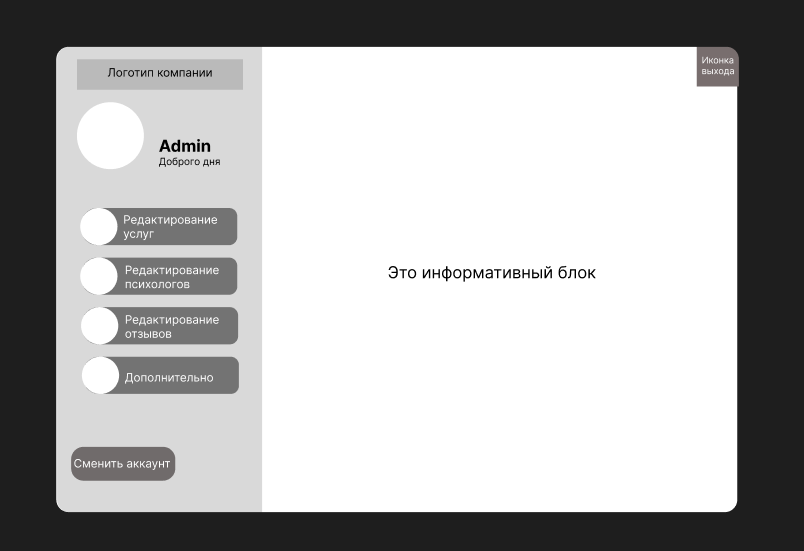 Логотип компании
Иконка
выхода
Admin
Доброго дня
Редактирование
услуг
Редактирование
психологов
Редактирование
отзывов
Дополнительно
Сменить аккаунт
Это информативный блок